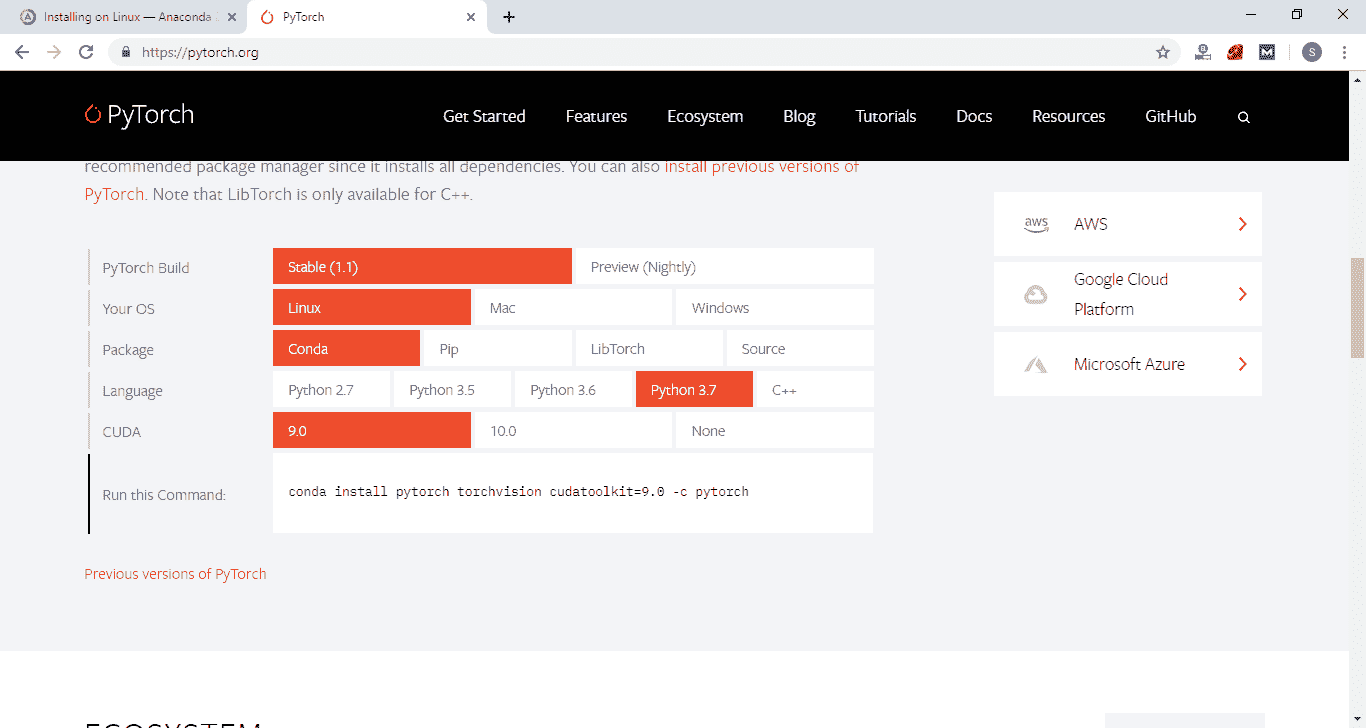 Installing on Linux — Anaconda
PyTorch
https://pytorch.org
S
PyTorch
Get Started
Features
Ecosystem
Blog
Tutorials
Docs
Resources
GitHub
recommended package manager since it installs all dependencies. You can also install previous versions of
PyTorch. Note that LibTorch is only available for C++.
PyTorch Build
Stable (1.1)
Preview (Nightly)
Your OS
Linux
Mac
Windows
Package
Conda
Pip
LibTorch
Source
Language
Python 2.7
Python 3.5
Python 3.6
Python 3.7
C++
CUDA
9.0
10.0
None
Run this Command:
conda install pytorch torchvision cudatoolkit=9.0 -c pytorch
Previous versions of PyTorch
aws
AWS
Google Cloud
Platform
Microsoft Azure
ECOSYSTEM